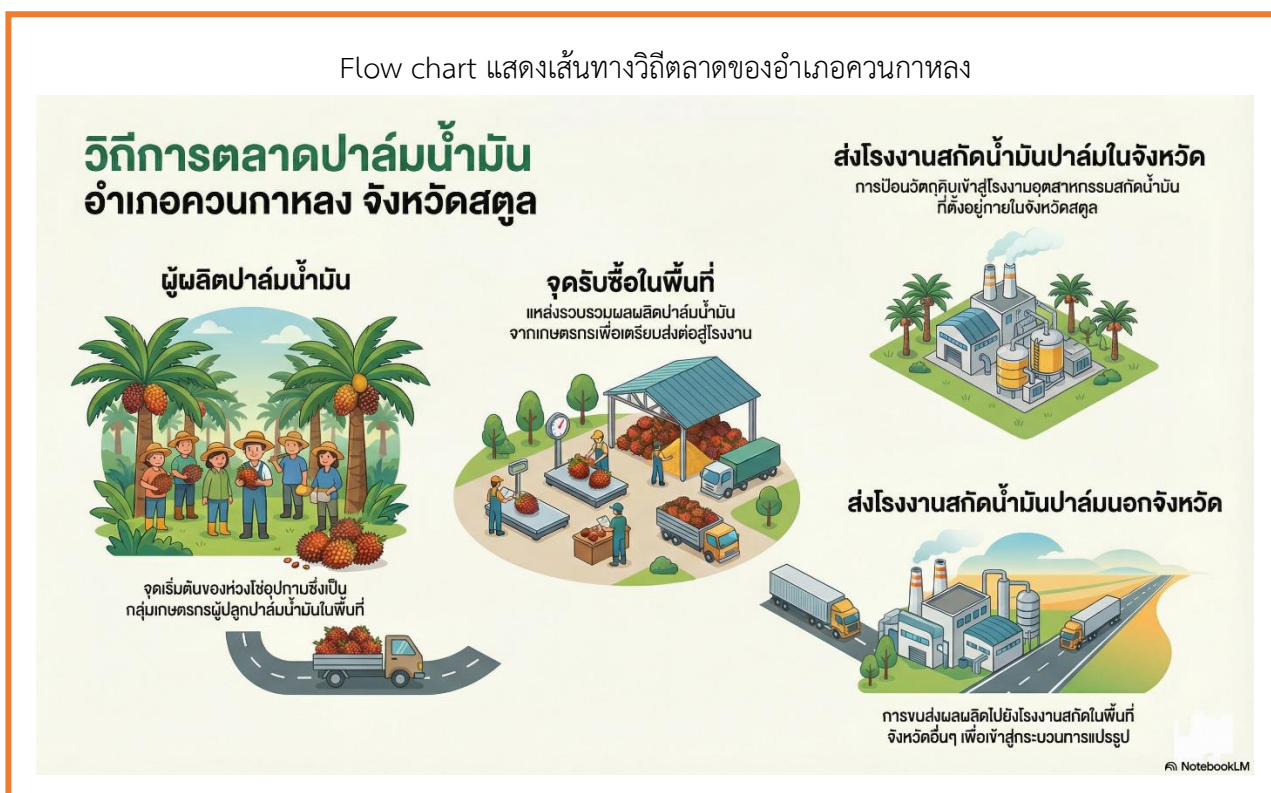 Flow chart แสดงเส้นทางวิถีตลาดของอำเภอควนกาหลง
วิถีการตลาดปาล์มน้ำมัน
อำเภอควนกาหลง จังหวัดสตูล
ผู้ผลิตปาล์มน้ำมัน
จุดเริ่มต้นของห่วงโซ่อุปทามซึ่งเป็น
กลุ่มเกษตรกรผู้ปลูกปาล์มน้ำมันในพื้นที่
จุดรับซื้อในพื้นที่
แหล่งรวบรวมผลผลิตปาล์มน้ำมัน
จากเกษตรกรเพื่อเตรียมส่งต่อสู่โรงงาน
ส่งโรงงานสกัดน้ำมันปาล์มในจังหวัด
การป้อนวัตถุดิบเข้าสู่โรงงามอุตสาหกรรมสกัดน้ำมัน
ที่ตั้งอยู่ภายในจังหวัดสตูล
ส่งโรงงานสกัดน้ำมันปาล์มนอกจังหวัด
การขนส่งผลผลิตไปยังโรงงานสกัดในพื้นที่
จังหวัดอื่นๆ เพื่อเข้าสู่กระบวนทารแปรรูป
NotebookLM